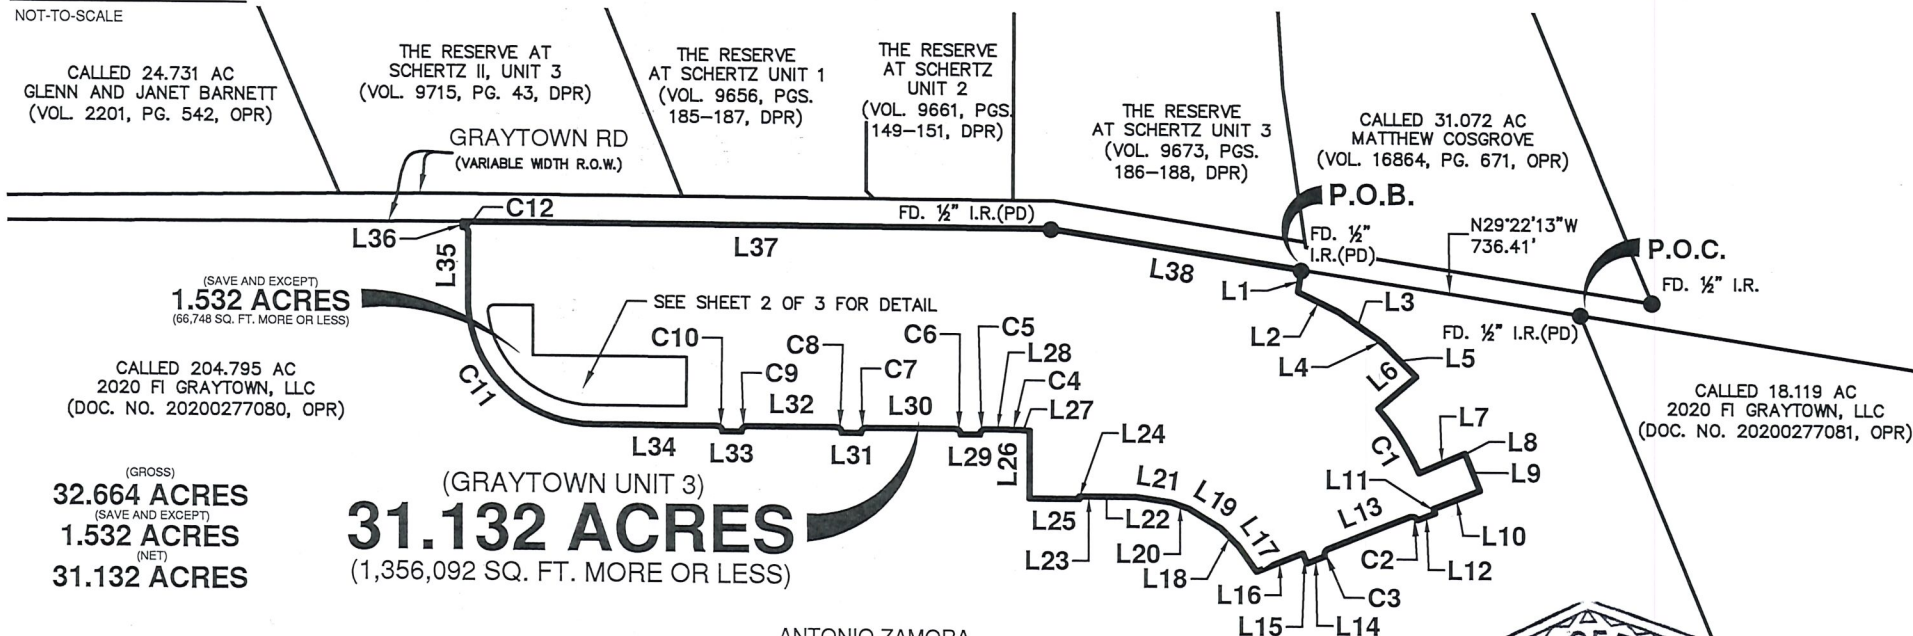 NOT-TO-SCALE
CALLED 24.731 AC
GLENN AND JANET BARNETT
(VOL. 2201, PG. 542, OPR)
THE RESERVE AT
SCHERTZ II, UNIT 3
(VOL. 9715, PG. 43, DPR)
THE RESERVE
AT SCHERTZ UNIT 1
(VOL. 9656, PGS.
185-187, DPR)
THE RESERVE
AT SCHERTZ
UNIT 2
(VOL. 9661, PGS.
149-151, DPR)
THE RESERVE
AT SCHERTZ UNIT 3
(VOL. 9673, PGS.
186-188, DPR)
CALLED 31.072 AC
MATTHEW COSGROVE
(VOL. 16864, PG. 671, OPR)
GRAYTOWN RD
(VARIABLE WIDTH R.O.W.)
P.O.B.
C12
FD. ½" I.R.(PD)
FD. ½"
I.R.(PD)
N29°22'13"W
736.41'
P.O.C.
FD. ½" I.R.
L36
L37
L38
L35
L1
L2
L3
L4
L5
L6
FD. ½" I.R.(PD)
(SAVE AND EXCEPT)
1.532 ACRES
(66,748 SQ. FT. MORE OR LESS)
SEE SHEET 2 OF 3 FOR DETAIL
CALLED 204.795 AC
2020 FI GRAYTOWN, LLC
(DOC. NO. 20200277080, OPR)
C11
C10
C9
C8
C7
C6
C5
L28
C4
L27
L32
L30
L34
L33
L31
L29
L26
CALLED 18.119 AC
2020 FI GRAYTOWN, LLC
(DOC. NO. 20200277081, OPR)
C1
L7
L8
L9
L10
L11
L13
L12
C2
C3
L14
L15
L16
L17
L18
L19
L20
L21
L22
L23
L24
L25
(GROSS)
32.664 ACRES
(SAVE AND EXCEPT)
1.532 ACRES
(NET)
31.132 ACRES
(GRAYTOWN UNIT 3)
31.132 ACRES
(1,356,092 SQ. FT. MORE OR LESS)
ANTONIO ZAMORA